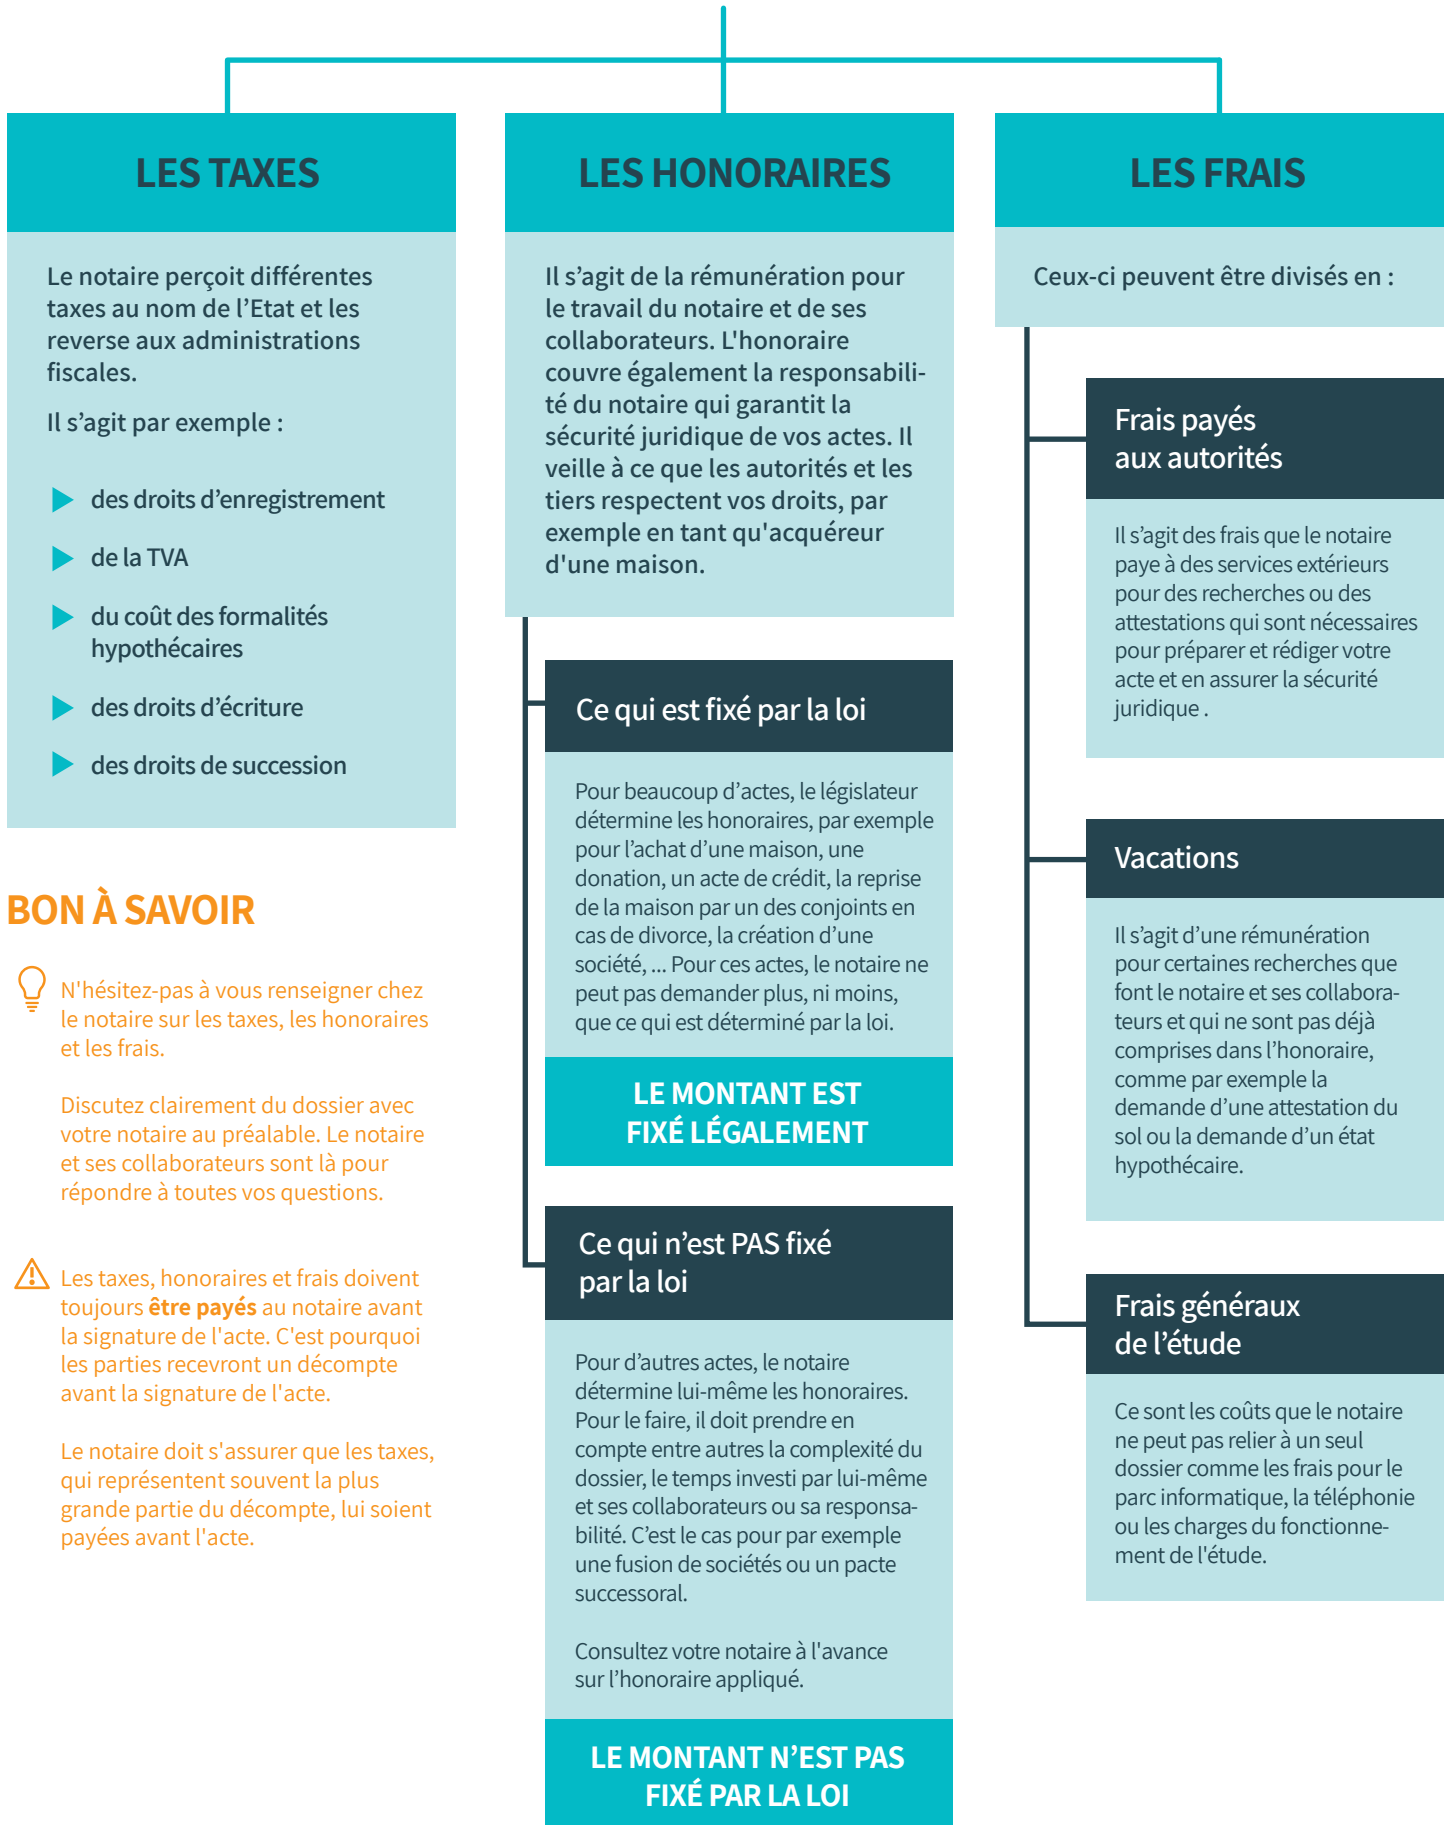 LES TAXES
Le notaire perçoit différentes
taxes au nom de l’Etat et les
reverse aux administrations
fiscales.
Il s’agit par exemple :
des droits d’enregistrement
de la TVA
du coût des formalités
hypothécaires
des droits d’écriture
des droits de succession
BON À SAVOIR
N'hésitez-pas à vous renseigner chez
le notaire sur les taxes, les honoraires
et les frais.
Discutez clairement du dossier avec
votre notaire au préalable. Le notaire
et ses collaborateurs sont là pour
répondre à toutes vos questions.
Les taxes, honoraires et frais doivent
toujours être payés au notaire avant
la signature de l'acte. C'est pourquoi
les parties recevront un décompte
avant la signature de l'acte.
Le notaire doit s'assurer que les taxes,
qui représentent souvent la plus
grande partie du décompte, lui soient
payées avant l'acte.
LES HONORAIRES
Il s’agit de la rémunération pour
le travail du notaire et de ses
collaborateurs. L'honoraire
couvre également la responsabili-
té du notaire qui garantit la
sécurité juridique de vos actes. Il
veille à ce que les autorités et les
tiers respectent vos droits, par
exemple en tant qu'acquéreur
d'une maison.
Ce qui est fixé par la loi
Pour beaucoup d’actes, le législateur
détermine les honoraires, par exemple
pour l’achat d’une maison, une
donation, un acte de crédit, la reprise
de la maison par un des conjoints en
cas de divorce, la création d’une
société, ... Pour ces actes, le notaire ne
peut pas demander plus, ni moins,
que ce qui est déterminé par la loi.
LE MONTANT EST
FIXÉ LÉGALEMENT
Ce qui n’est PAS fixé
par la loi
Pour d’autres actes, le notaire
détermine lui-même les honoraires.
Pour le faire, il doit prendre en
compte entre autres la complexité du
dossier, le temps investi par lui-même
et ses collaborateurs ou sa responsa-
bilité. C’est le cas pour par exemple
une fusion de sociétés ou un pacte
successoral.
Consultez votre notaire à l'avance
sur l’honoraire appliqué.
LE MONTANT N’EST PAS
FIXÉ PAR LA LOI
LES FRAIS
Ceux-ci peuvent être divisés en :
Frais payés
aux autorités
Il s’agit des frais que le notaire
paye à des services extérieurs
pour des recherches ou des
attestations qui sont nécessaires
pour préparer et rédiger votre
acte et en assurer la sécurité
juridique .
Vacations
Il s’agit d’une rémunération
pour certaines recherches que
font le notaire et ses collabora-
teurs et qui ne sont pas déjà
comprises dans l’honoraire,
comme par exemple la
demande d’une attestation du
sol ou la demande d’un état
hypothécaire.
Frais généraux
de l’étude
Ce sont les coûts que le notaire
ne peut pas relier à un seul
dossier comme les frais pour le
parc informatique, la téléphonie
ou les charges du fonctionne-
ment de l'étude.